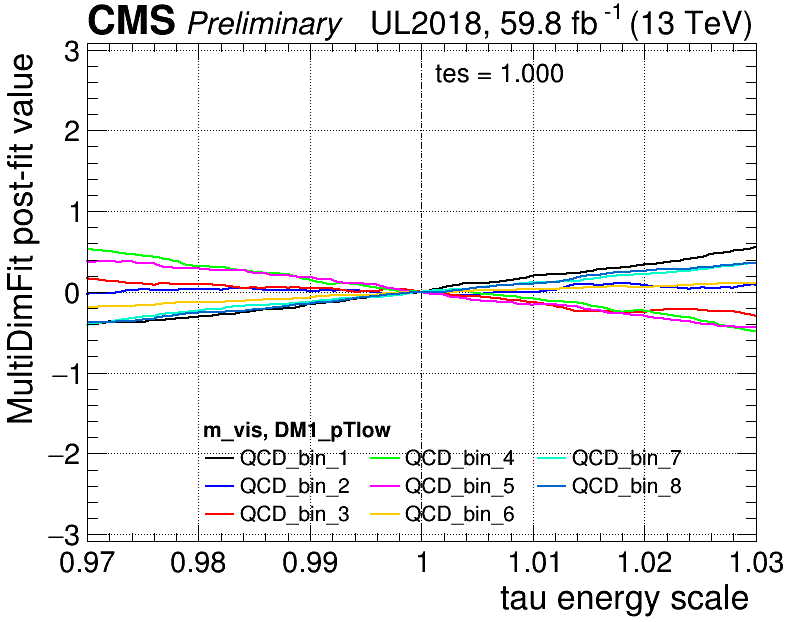 CMS Preliminary UL2018, 59.8 fb⁻¹ (13 TeV)
MultiDimFit post-fit value
tes = 1.000
3
2
1
0
−1
−2
−3
m_vis, DM1_pTlow
QCD_bin_1 QCD_bin_4 QCD_bin_7
QCD_bin_2 QCD_bin_5 QCD_bin_8
QCD_bin_3 QCD_bin_6
0.97 0.98 0.99 1 1.01 1.02 1.03
tau energy scale